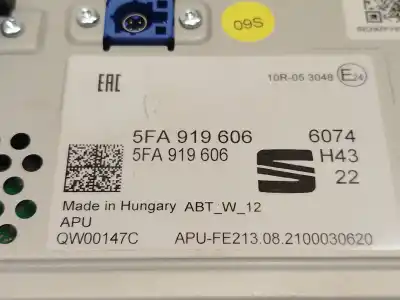 09S
EAC
10R-05 3048 E24
5FA 919 606 6074
5FA 919 606 H43
22
Made in Hungary ABT_W_12
APU
QW00147C APU-FE213.08.2100030620